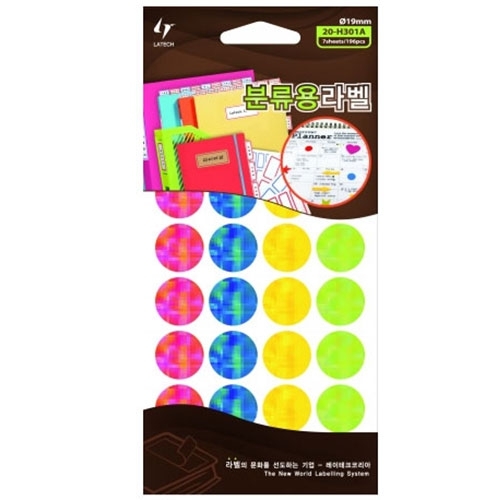 LATECH
Ø19mm
20-H301A
7sheets/196pcs
분류용라벨
Planner
라벨의 문화를 선도하는 기업 - 레이테크코리아
The New World Labelling System